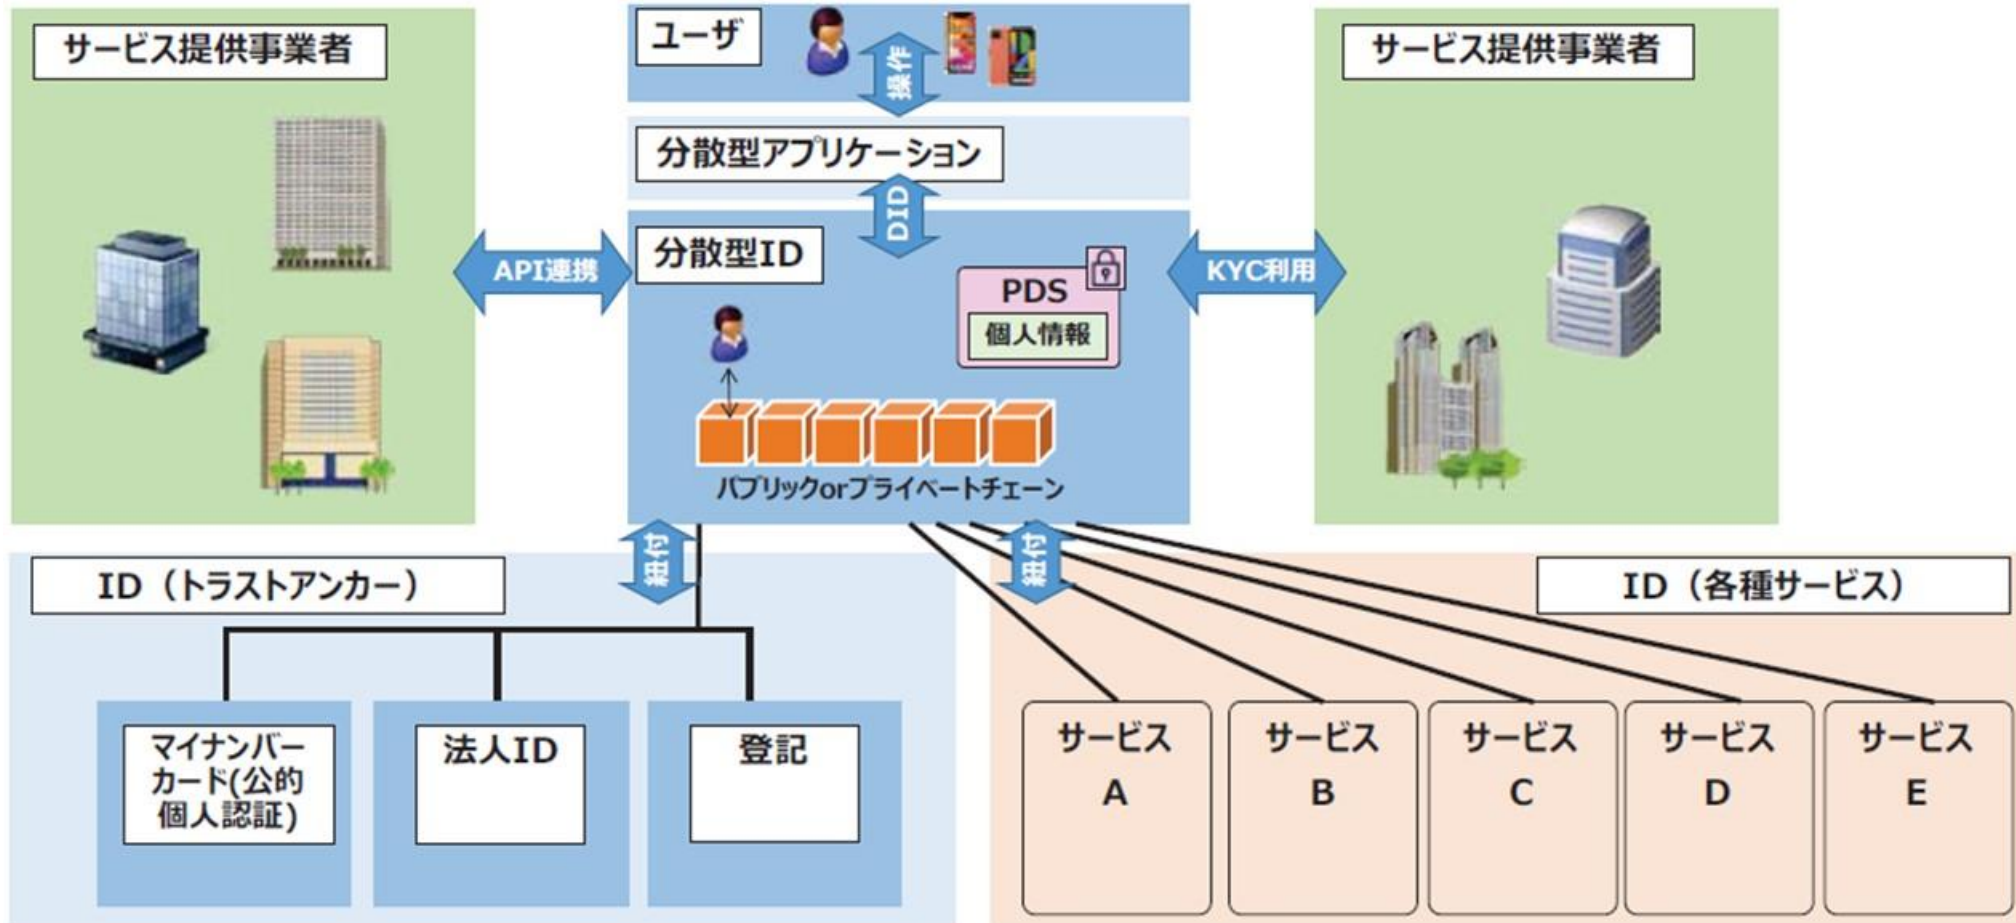 サービス提供事業者
ユーザ
操作
サービス提供事業者
分散型アプリケーション
DID
分散型ID
API連携
KYC利用
PDS
個人情報
パブリックorプライベートチェーン
紐付
紐付
ID（トラストアンカー）
ID（各種サービス）
マイナンバー
カード(公的
個人認証)
法人ID
登記
サービス
A
サービス
B
サービス
C
サービス
D
サービス
E